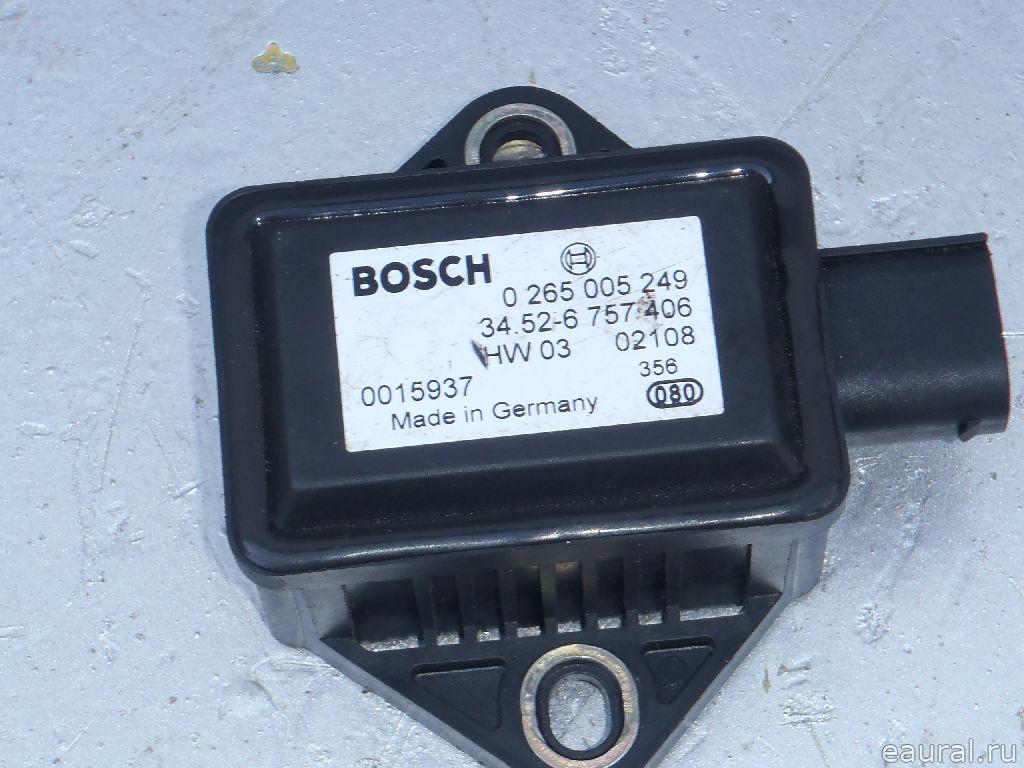 BOSCH
0 265 005 249
34.52-6 757 406
HW 03 02108
356
0015937
080
Made in Germany
eaural.ru